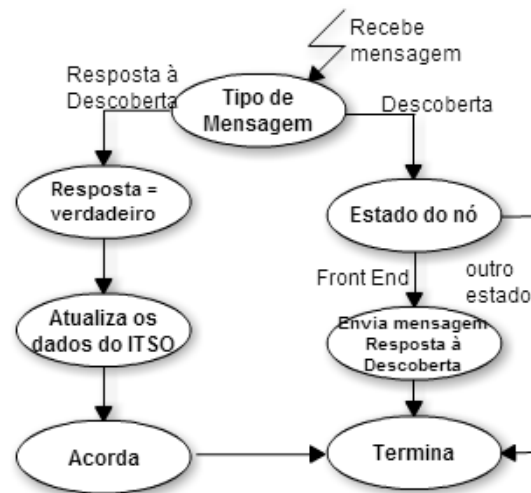 Recebe
mensagem
Resposta à
Descoberta
Tipo de
Mensagem
Descoberta
Resposta =
verdadeiro
Estado do nó
Front End
outro
estado
Atualiza os
dados do ITSO
Envia mensagem
Resposta à
Descoberta
Acorda
Termina